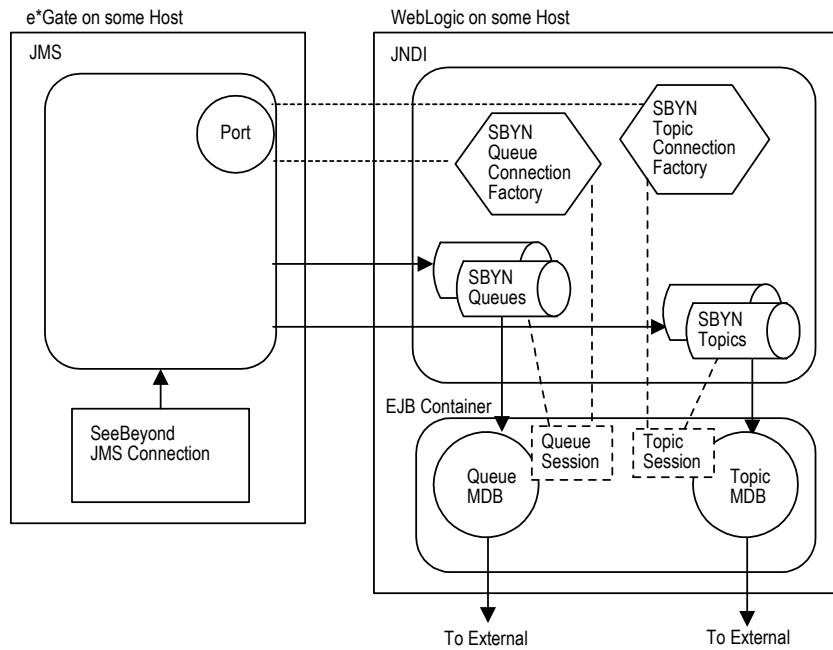 e*Gate on some Host
WebLogic on some Host
JMS
JNDI
Port
SBYN
Queue
Connection
Factory
SBYN
Topic
Connection
Factory
SBYN
Queues
SBYN
Topics
EJB Container
SeeBeyond
JMS Connection
Queue
MDB
Queue
Session
Topic
Session
Topic
MDB
To External
To External